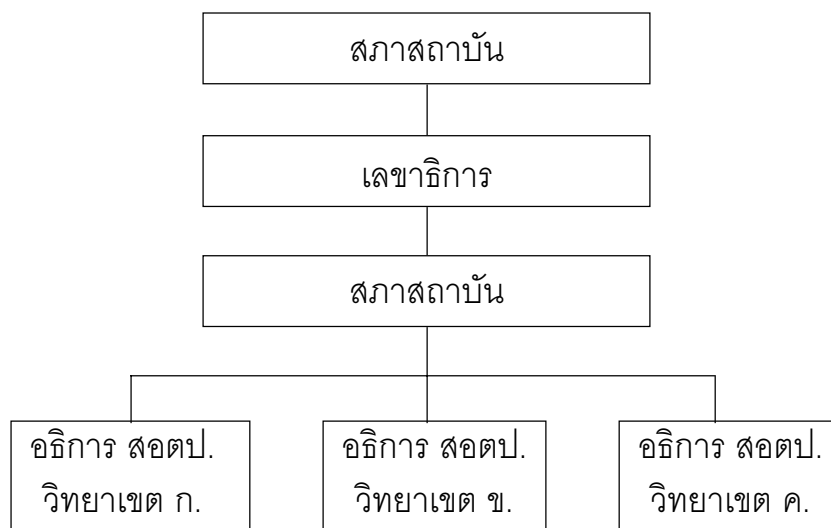 สภาสถาบัน
เลขาธิการ
สภาสถาบัน
อธิการ สอตป.
วิทยาเขต ก.
อธิการ สอตป.
วิทยาเขต ข.
อธิการ สอตป.
วิทยาเขต ค.